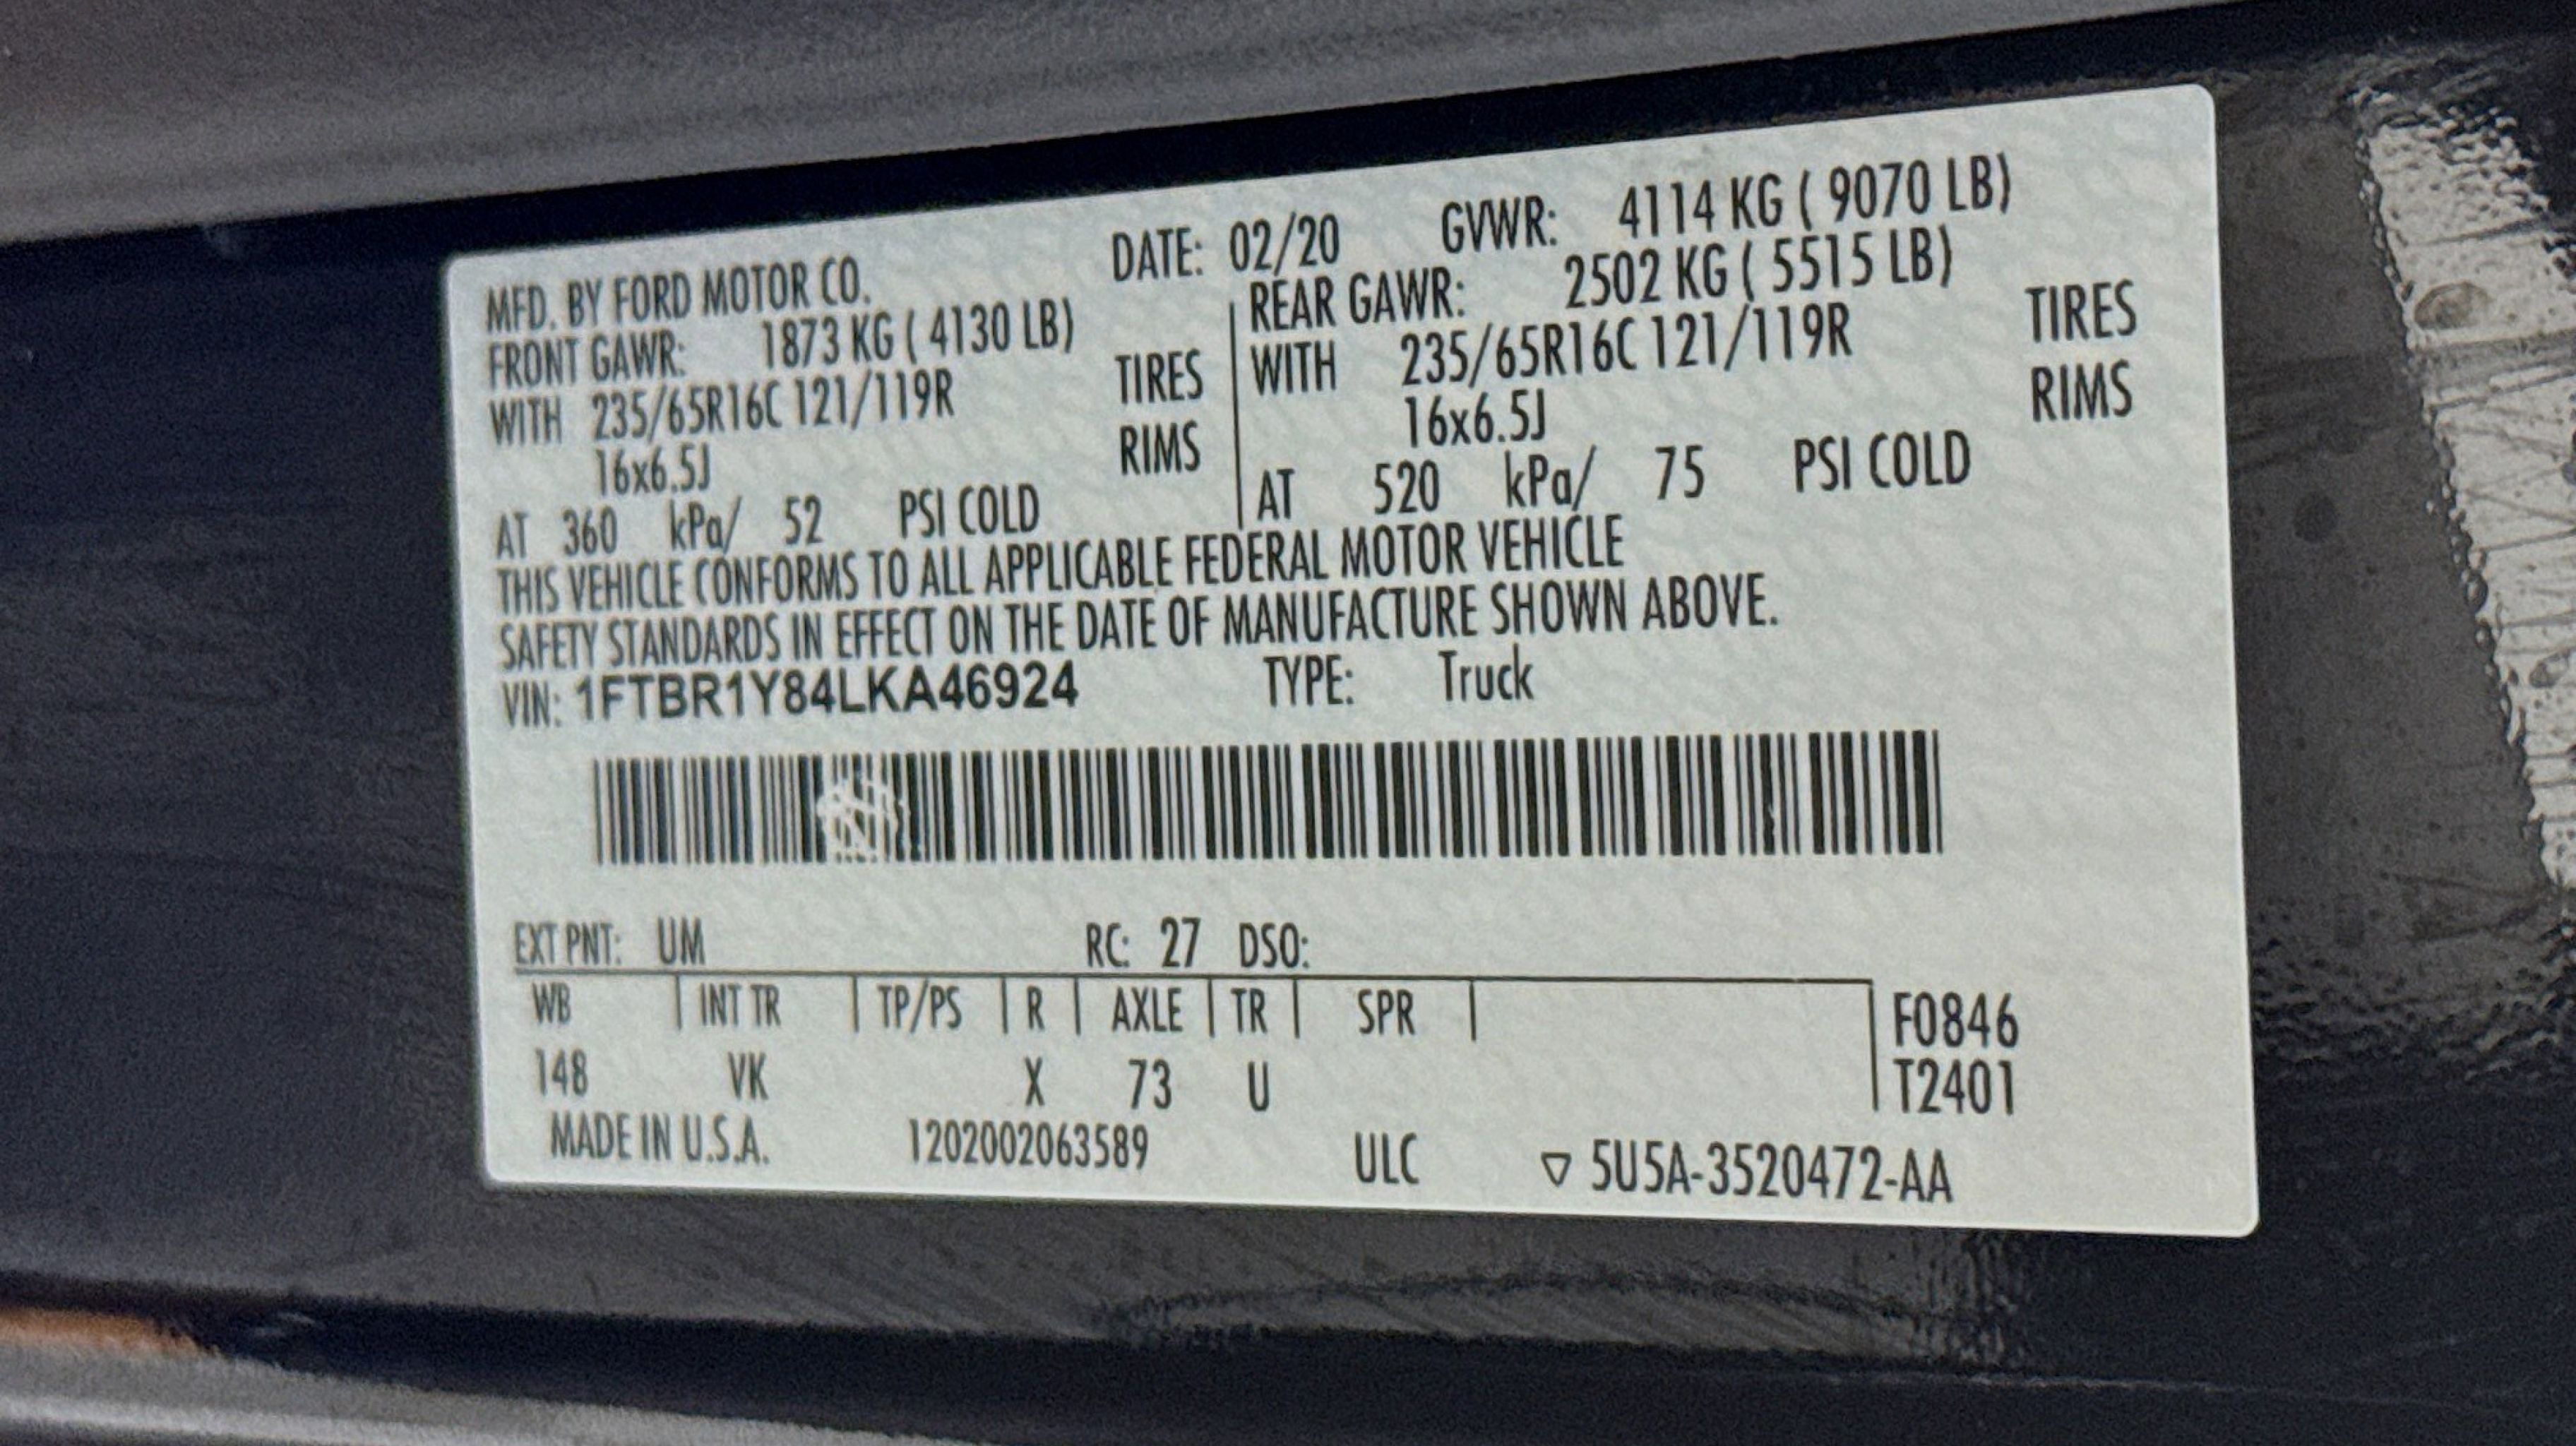 MFD. BY FORD MOTOR CO. DATE: 02/20 GVWR: 4114 KG ( 9070 LB)
FRONT GAWR: 1873 KG ( 4130 LB) REAR GAWR: 2502 KG ( 5515 LB)
WITH 235/65R16C 121/119R TIRES WITH 235/65R16C 121/119R TIRES
16x6.5J RIMS 16x6.5J RIMS
AT 360 kPa/ 52 PSI COLD AT 520 kPa/ 75 PSI COLD
THIS VEHICLE CONFORMS TO ALL APPLICABLE FEDERAL MOTOR VEHICLE
SAFETY STANDARDS IN EFFECT ON THE DATE OF MANUFACTURE SHOWN ABOVE.
VIN: 1FTBR1Y84LKA46924 TYPE: Truck
EXT PNT: UM RC: 27 DSO:
WB INT TR TP/PS R AXLE TR SPR F0846
148 VK X 73 U T2401
MADE IN U.S.A. 1202002063589 ULC ▽ 5U5A-3520472-AA